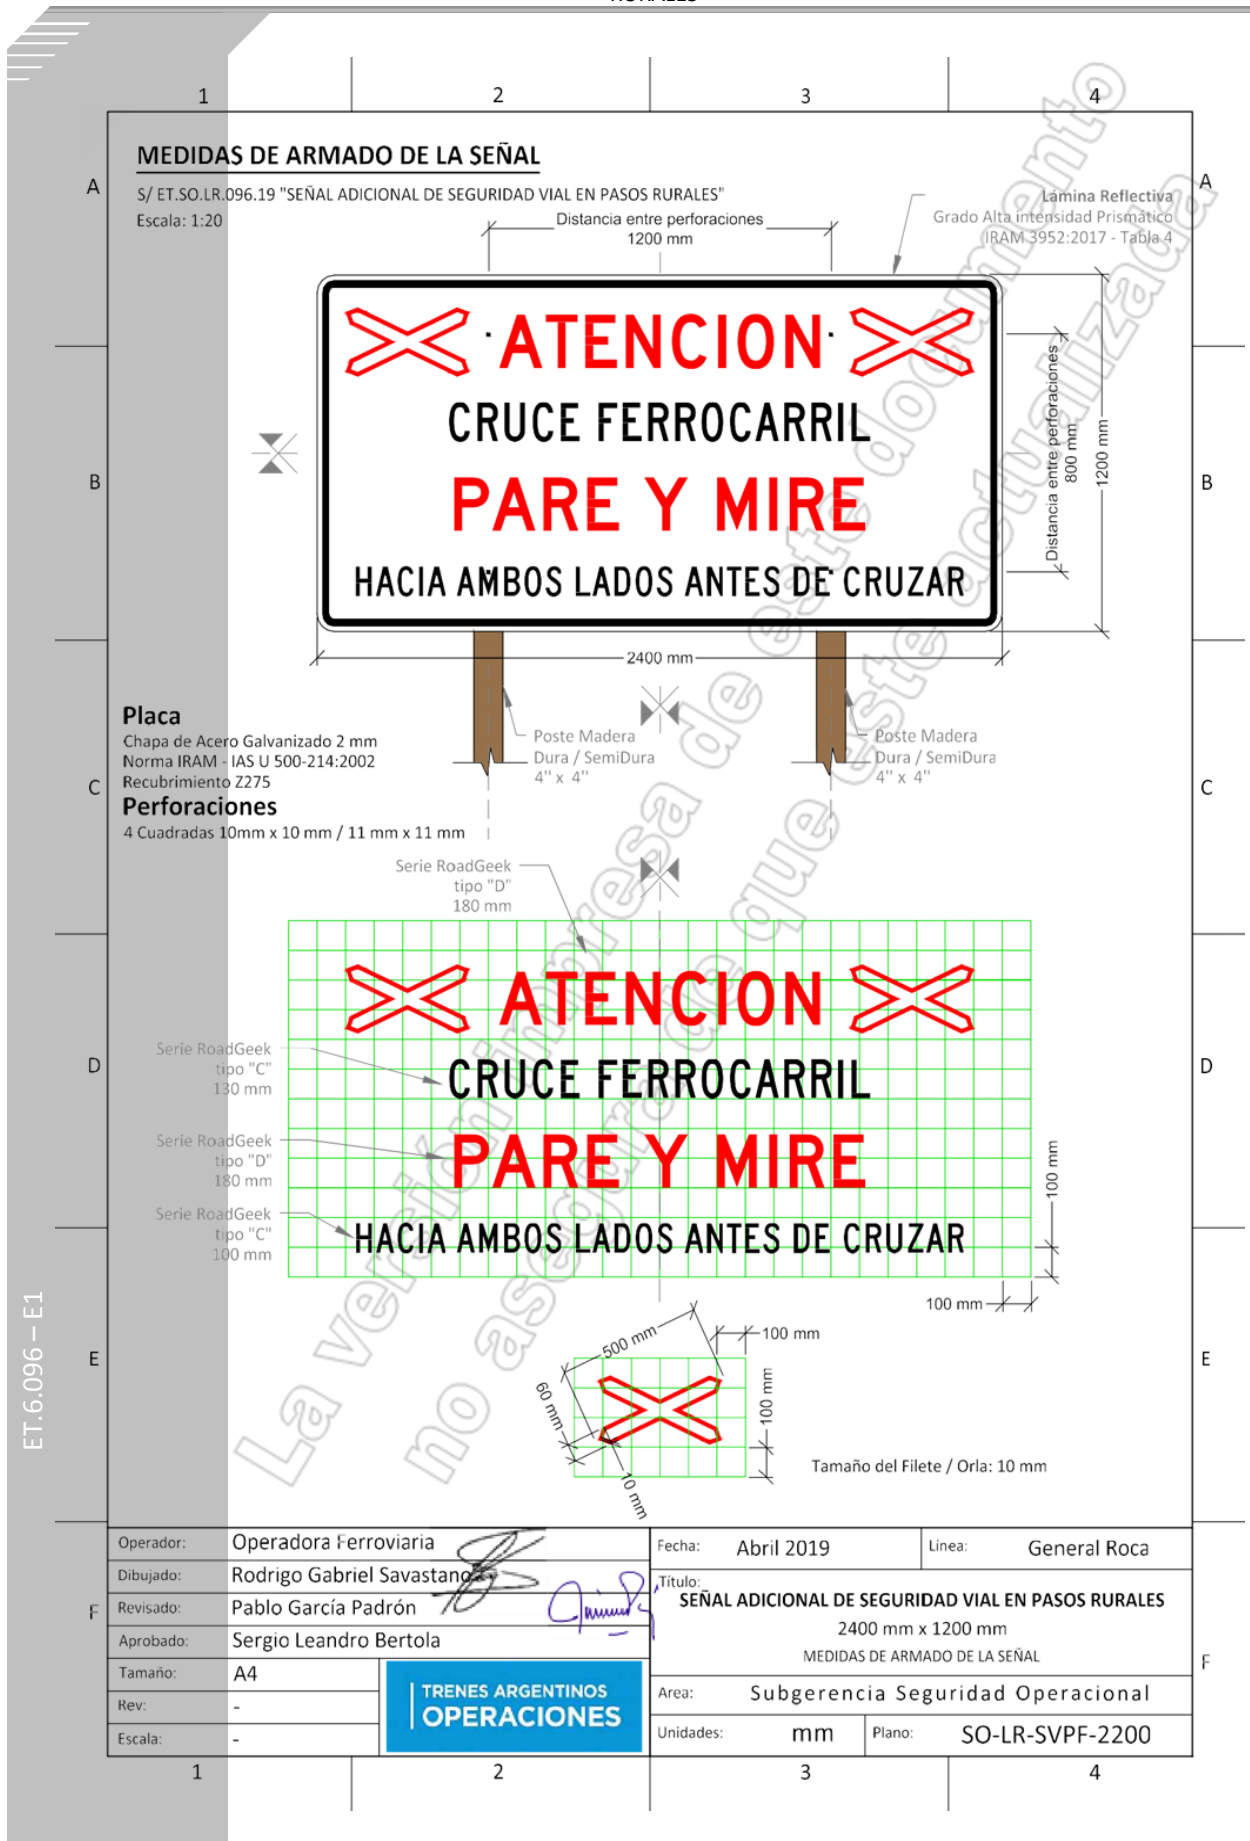 1 2 3 4
MEDIDAS DE ARMADO DE LA SEÑAL
A A
S/ ET.SO.LR.096.19 "SEÑAL ADICIONAL DE SEGURIDAD VIAL EN PASOS RURALES"
Escala: 1:20
Distancia entre perforaciones
1200 mm
Lámina Reflectiva
Grado Alta intensidad Prismático
IRAM 3952:2017 - Tabla 4
ATENCION
CRUCE FERROCARRIL
PARE Y MIRE
HACIA AMBOS LADOS ANTES DE CRUZAR
Distancia entre perforaciones
800 mm
1200 mm
B B
2400 mm
Placa
Chapa de Acero Galvanizado 2 mm
Norma IRAM - IAS U 500-214:2002
Recubrimiento Z275
Perforaciones
4 Cuadradas 10mm x 10 mm / 11 mm x 11 mm
Poste Madera
Dura / SemiDura
4'' x 4''
Poste Madera
Dura / SemiDura
4'' x 4''
C C
Serie RoadGeek
tipo "D"
180 mm
ATENCION
CRUCE FERROCARRIL
PARE Y MIRE
HACIA AMBOS LADOS ANTES DE CRUZAR
Serie RoadGeek
tipo "C"
130 mm
Serie RoadGeek
tipo "D"
180 mm
Serie RoadGeek
tipo "C"
100 mm
D D
100 mm
100 mm
500 mm
100 mm
60 mm
100 mm
10 mm
Tamaño del Filete / Orla: 10 mm
E E
ET.6.096 – E1
La versión impresa de este documento
no asegura de que este actualizada
Operador: Operadora Ferroviaria
Dibujado: Rodrigo Gabriel Savastano
Revisado: Pablo García Padrón
Aprobado: Sergio Leandro Bertola
Tamaño: A4
Rev: -
Escala: -
TRENES ARGENTINOS
OPERACIONES
Fecha: Abril 2019 Línea: General Roca
Título:
SEÑAL ADICIONAL DE SEGURIDAD VIAL EN PASOS RURALES
2400 mm x 1200 mm
MEDIDAS DE ARMADO DE LA SEÑAL
Area: Subgerencia Seguridad Operacional
Unidades: mm Plano: SO-LR-SVPF-2200
F F
1 2 3 4